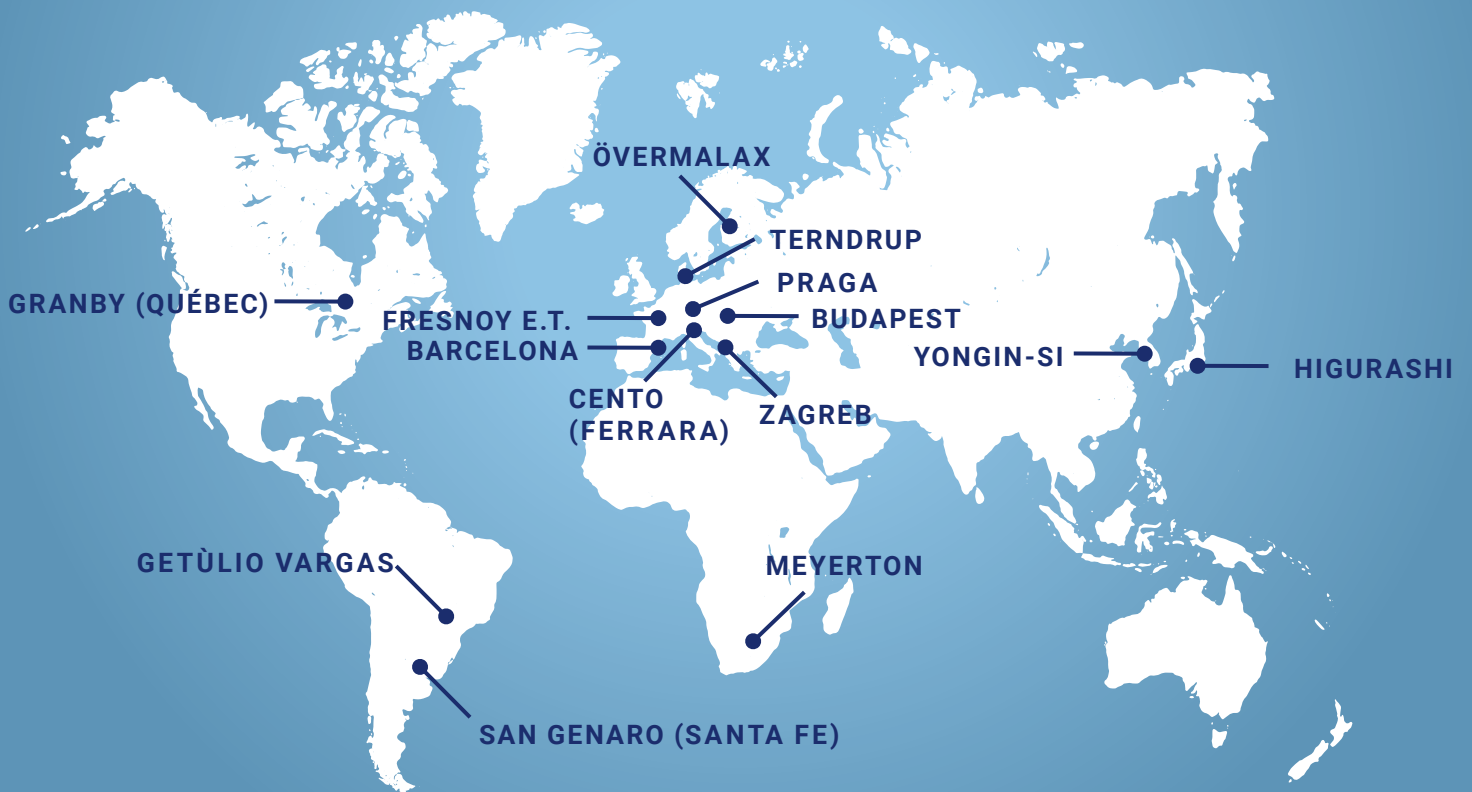 ÖVERMALAX
TERNDRUP
PRAGA
GRANBY (QUÉBEC)
FRESNOY E.T.
BUDAPEST
BARCELONA
YONGIN-SI
HIGURASHI
CENTO
(FERRARA)
ZAGREB
GETÙLIO VARGAS
MEYERTON
SAN GENARO (SANTA FE)